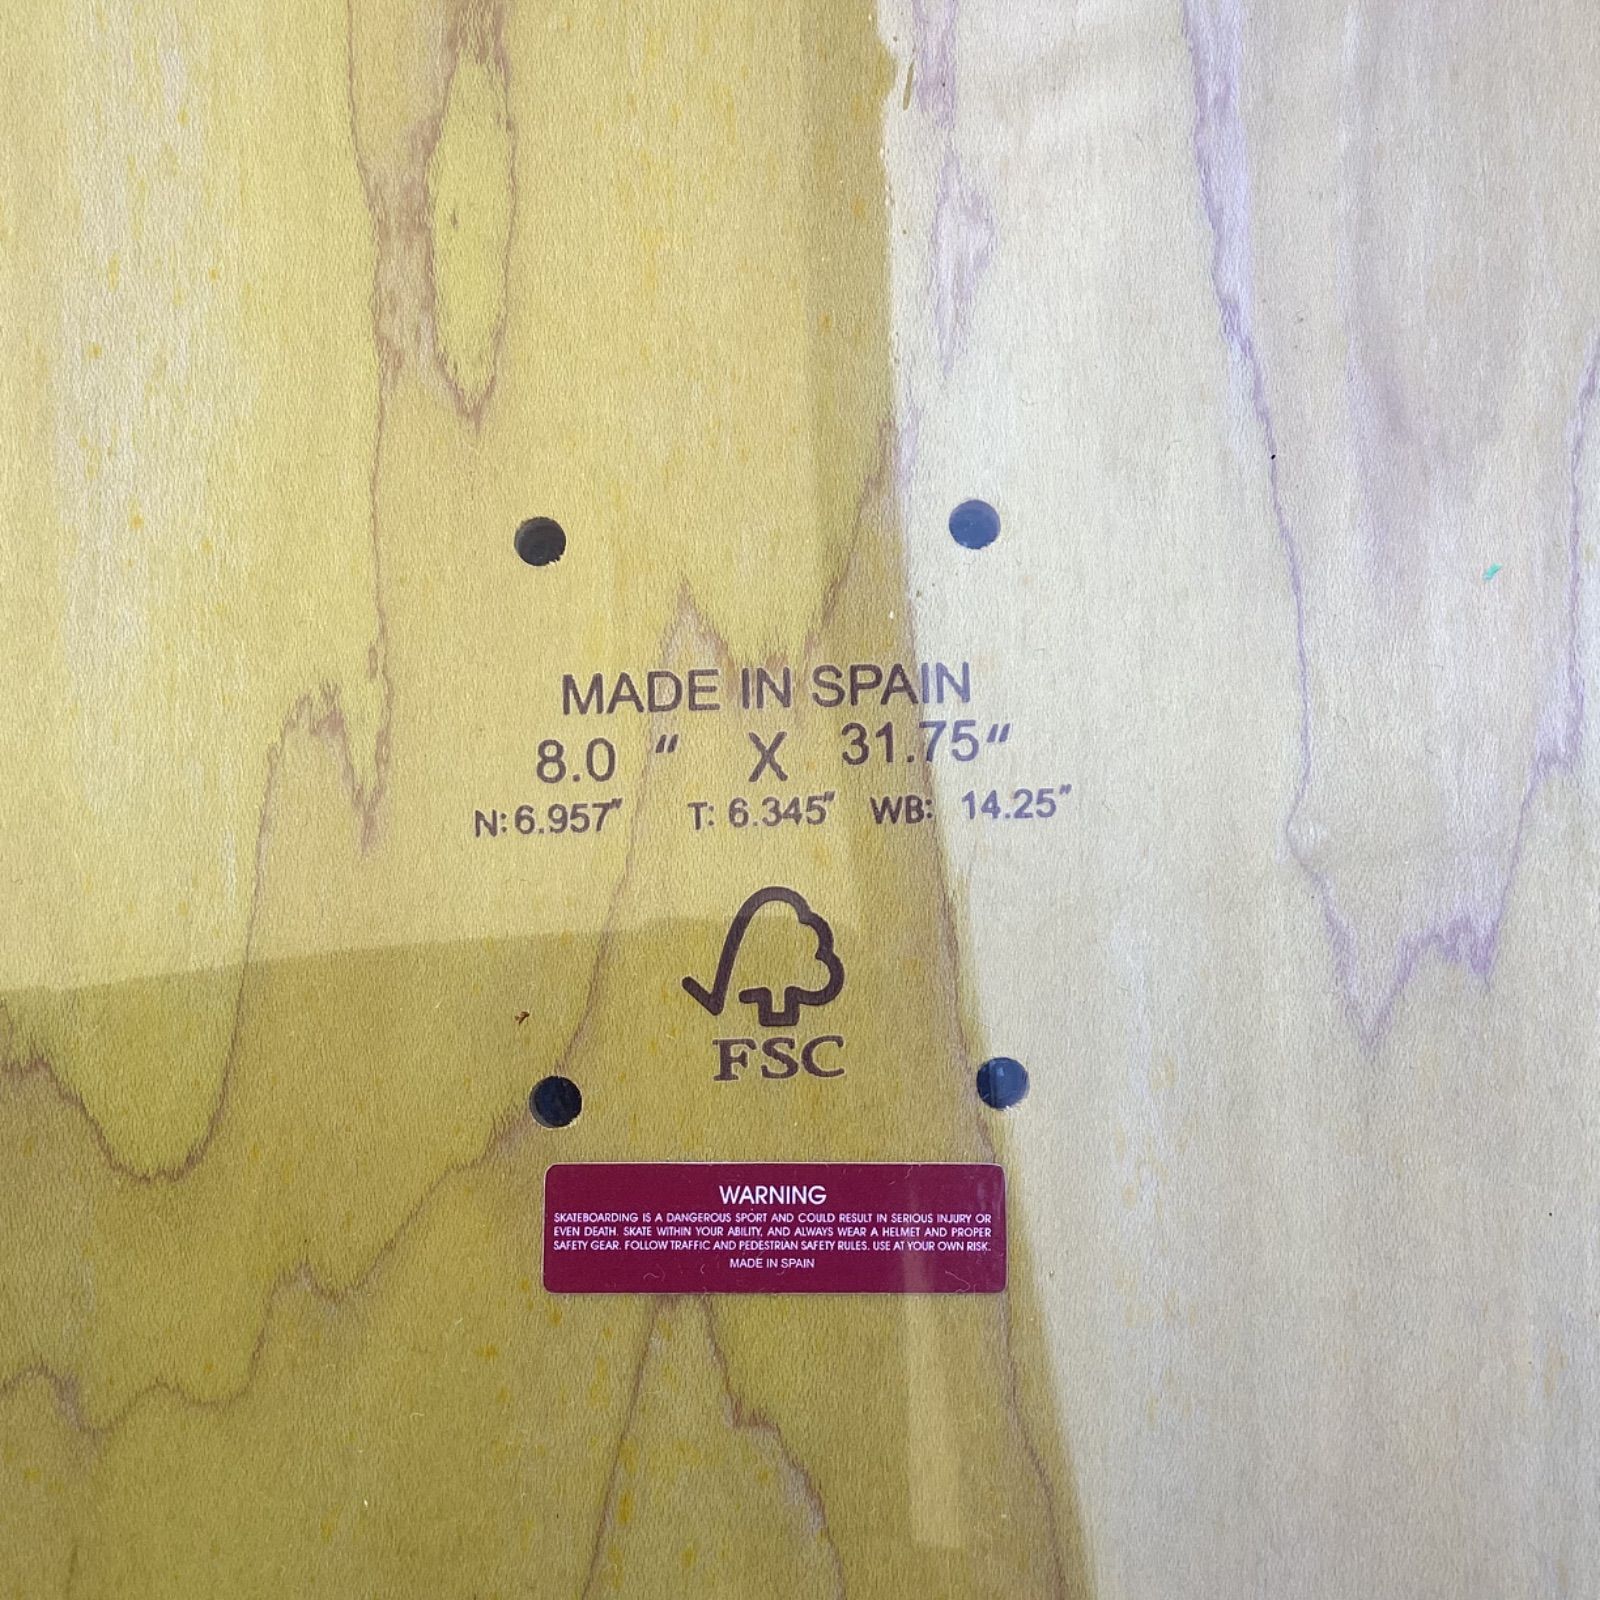 MADE IN SPAIN
8.0 " X 31.75"
N: 6.957" T: 6.345" WB: 14.25"
FSC
WARNING
SKATEBOARDING IS A DANGEROUS SPORT AND COULD RESULT IN SERIOUS INJURY OR
EVEN DEATH. SKATE WITHIN YOUR ABILITY, AND ALWAYS WEAR A HELMET AND PROPER
SAFETY GEAR. FOLLOW TRAFFIC AND PEDESTRIAN SAFETY RULES. USE AT YOUR OWN RISK.
MADE IN SPAIN